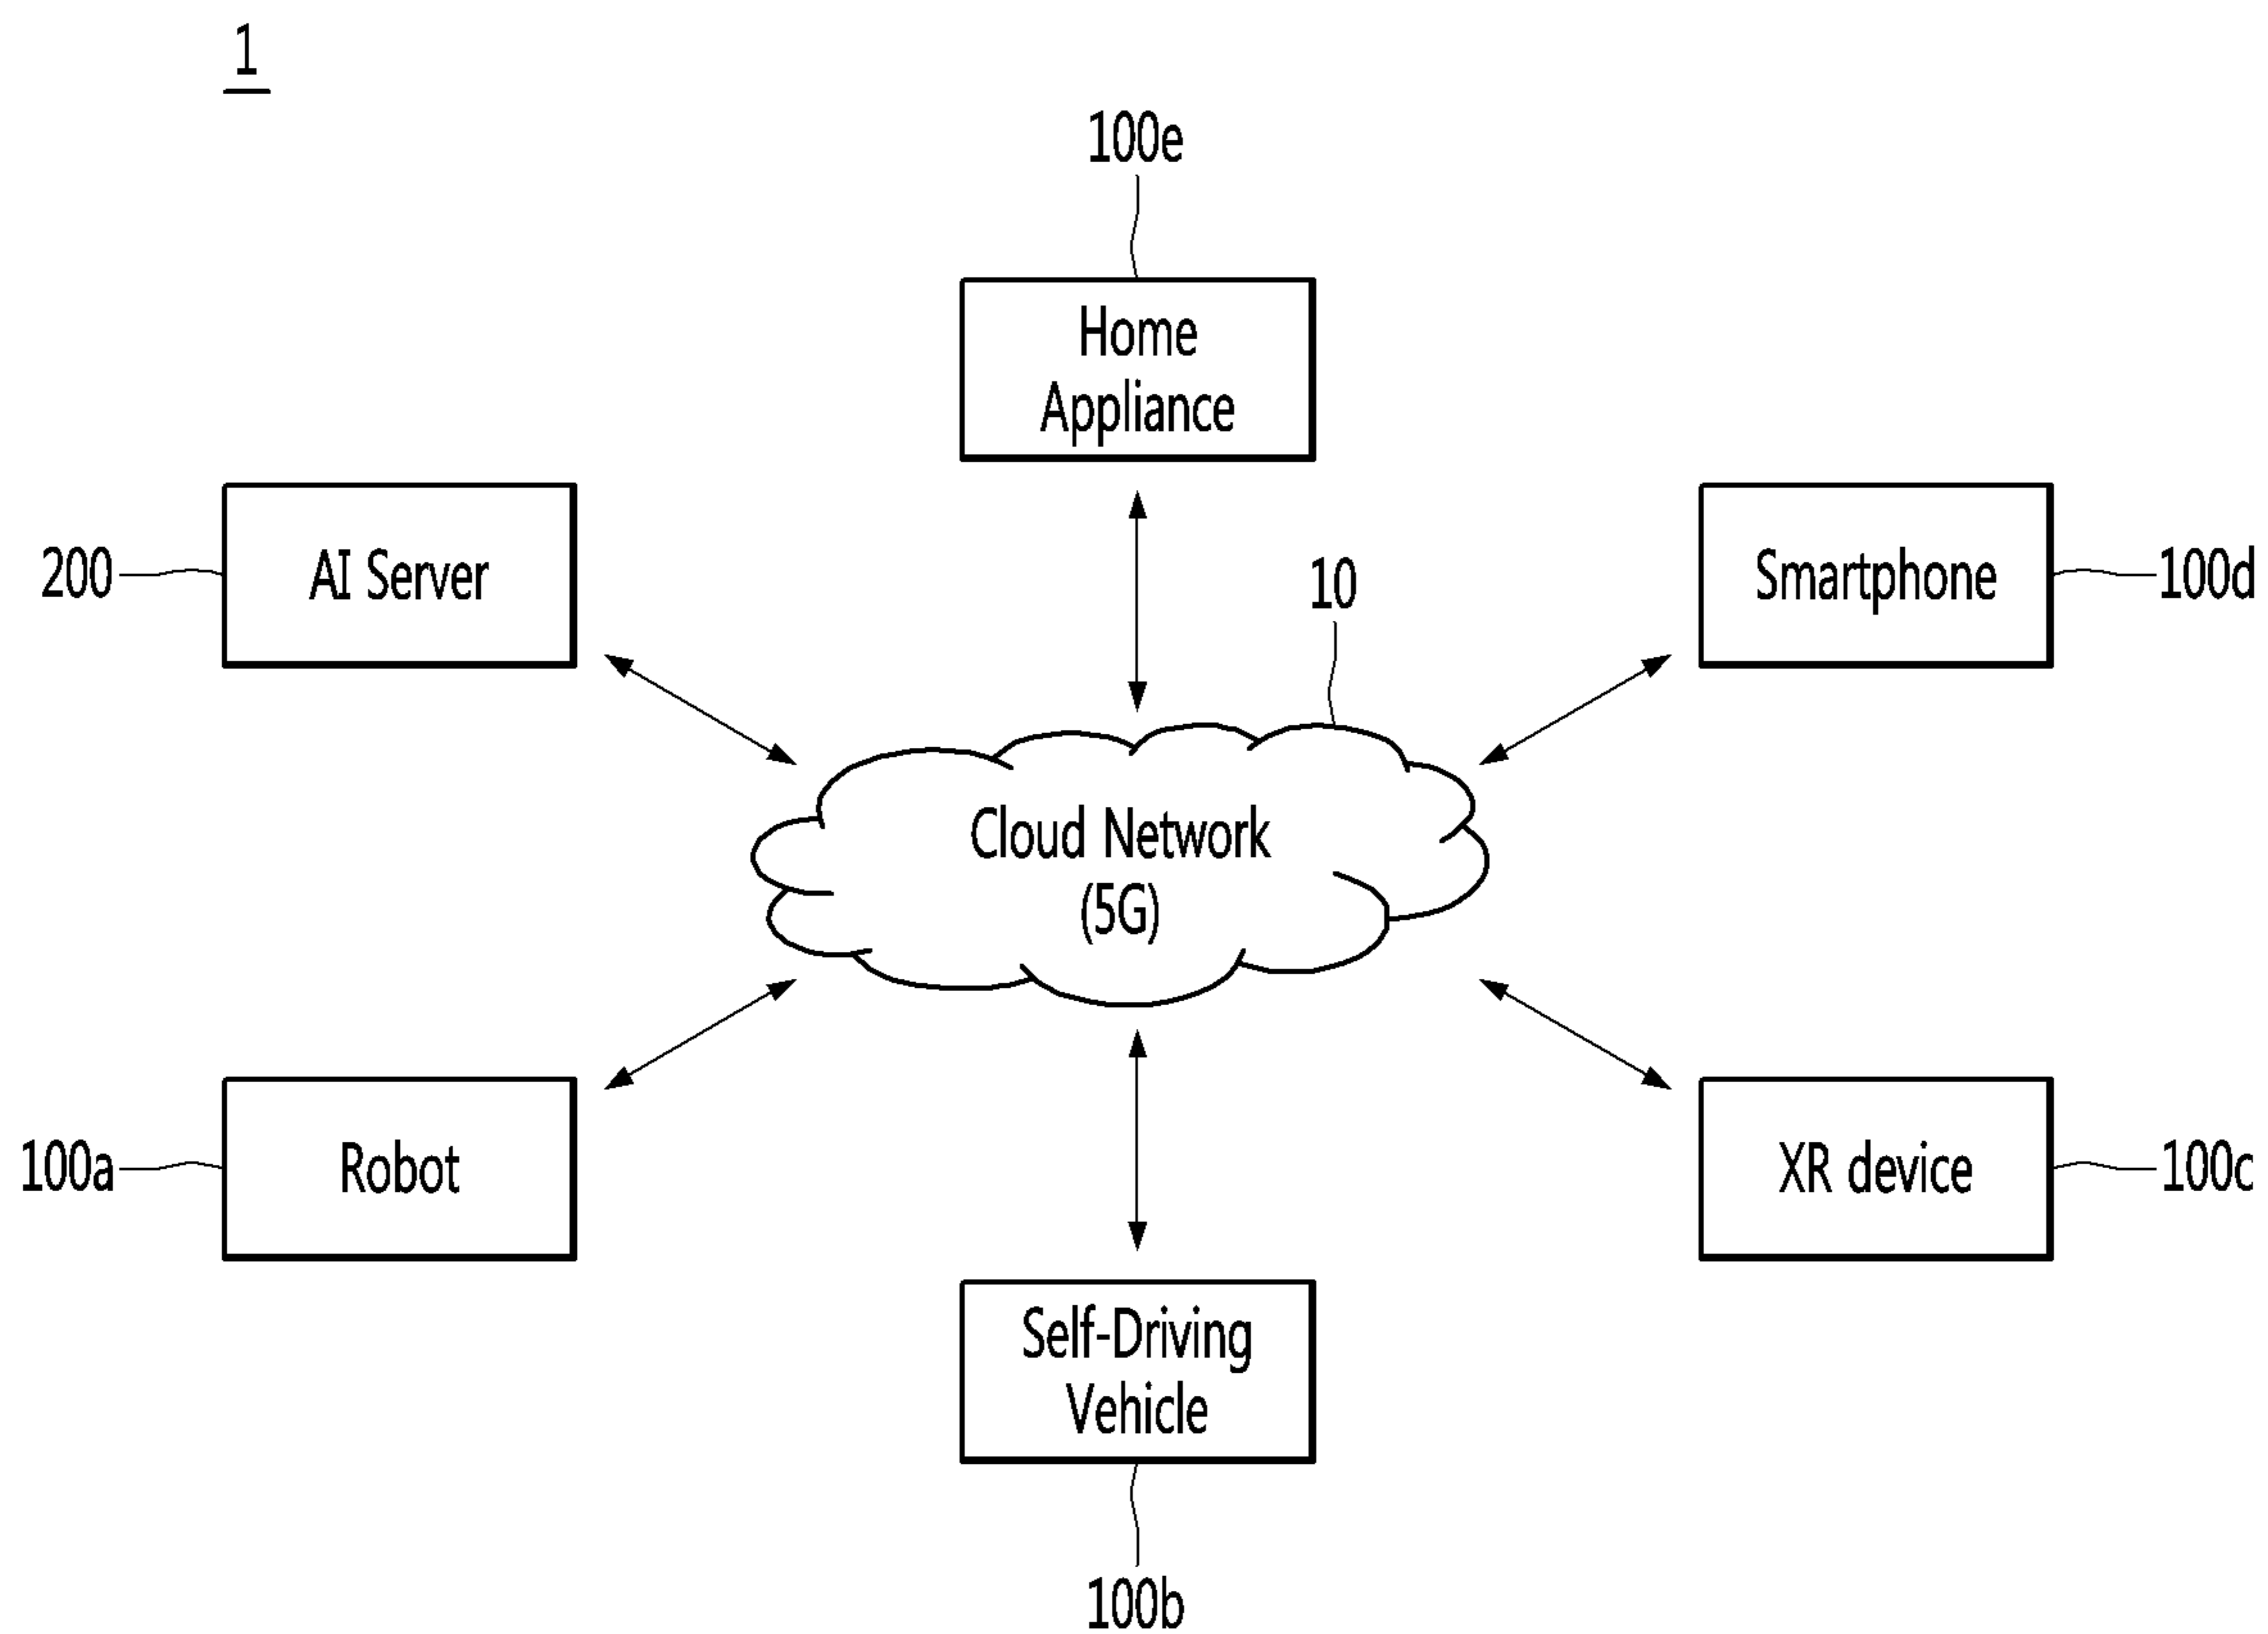 1
100e
Home
Appliance
200
AI Server
10
Smartphone
100d
Cloud Network
(5G)
100a
Robot
XR device
100c
Self-Driving
Vehicle
100b